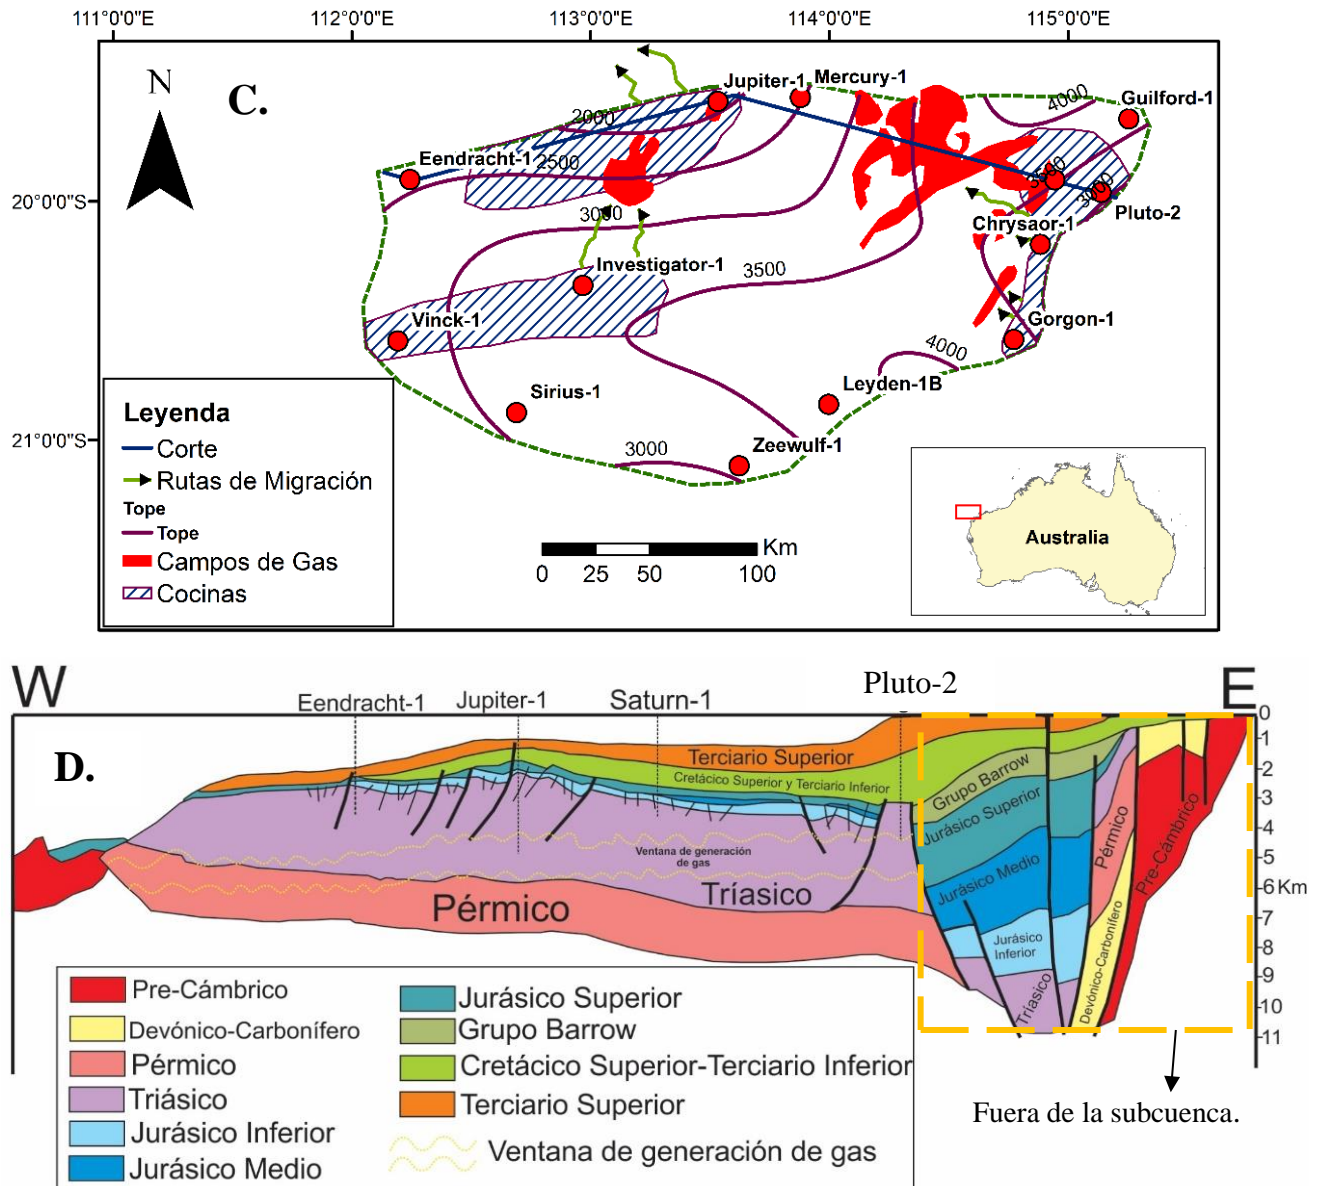 111°0'0"E 112°0'0"E 113°0'0"E 114°0'0"E 115°0'0"E
N
C.
Jupiter-1
Mercury-1
4000
Guilford-1
2000
Eendracht-1
2500
3500
20°0'0"S
3000
3000
Pluto-2
Chrysaor-1
Investigator-1
3500
Vinck-1
Gorgon-1
4000
Leyden-1B
Sirius-1
21°0'0"S
Zeewulf-1
3000
Leyenda
Corte
Rutas de Migración
Tope
Tope
Campos de Gas
Cocinas
Km
0 25 50 100
Australia
W
Pluto-2
E
Eendracht-1 Jupiter-1 Saturn-1
D.
0
1
2
3
4
5
6 Km
7
8
9
10
11
Terciario Superior
Cretácico Superior y Terciario Inferior
Grupo Barrow
Jurásico Superior
Ventana de generación
de gas
Jurásico Medio
Pérmico
Pre-Cámbrico
Tríasico
Pérmico
Jurásico
Inferior
Devónico-Carbonífero
Triasico
Pre-Cámbrico
Devónico-Carbonífero
Pérmico
Triásico
Jurásico Inferior
Jurásico Medio
Jurásico Superior
Grupo Barrow
Cretácico Superior-Terciario Inferior
Terciario Superior
Ventana de generación de gas
Fuera de la subcuenca.